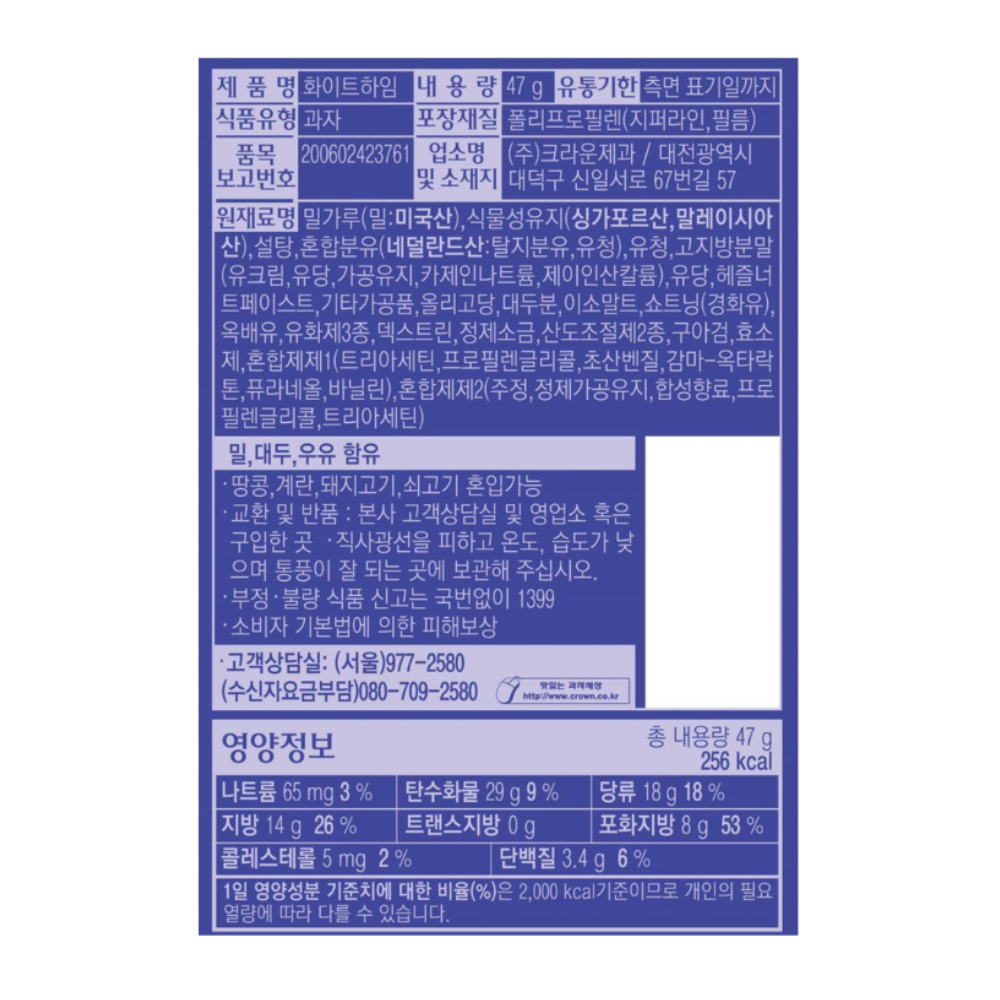 제 품 명 화이트하임 내 용 량 47 g 유통기한 측면 표기일까지
식품유형 과자 포장재질 폴리프로필렌(지퍼라인,필름)
품목 보고번호 200602423761 업소명 및 소재지 (주)크라운제과 / 대전광역시
대덕구 신일서로 67번길 57
원재료명 밀가루(밀:미국산),식물성유지(싱가포르산,말레이시아
산),설탕,혼합분유(네덜란드산:탈지분유,유청),유청,고지방분말
(유크림,유당,가공유지,카제인나트륨,제이인산칼륨),유당,헤즐너
트페이스트,기타가공품,올리고당,대두분,이소말트,쇼트닝(경화유),
옥배유,유화제3종,덱스트린,정제소금,산도조절제2종,구아검,효소
제,혼합제제1(트리아세틴,프로필렌글리콜,초산벤질,감마-옥타락
톤,퓨라네올,바닐린),혼합제제2(주정,정제가공유지,합성향료,프로
필렌글리콜,트리아세틴)
밀,대두,우유 함유
·땅콩,계란,돼지고기,쇠고기 혼입가능
·교환 및 반품 : 본사 고객상담실 및 영업소 혹은
구입한 곳 ·직사광선을 피하고 온도, 습도가 낮
으며 통풍이 잘 되는 곳에 보관해 주십시오.
·부정·불량 식품 신고는 국번없이 1399
·소비자 기본법에 의한 피해보상
·고객상담실: (서울)977-2580
(수신자요금부담)080-709-2580
맛있는 과자세상
http://www.crown.co.kr
영양정보 총 내용량 47 g
256 kcal
나트륨 65 mg 3 % 탄수화물 29 g 9 % 당류 18 g 18 %
지방 14 g 26 % 트랜스지방 0 g 포화지방 8 g 53 %
콜레스테롤 5 mg 2 % 단백질 3.4 g 6 %
1일 영양성분 기준치에 대한 비율(%)은 2,000 kcal기준이므로 개인의 필요
열량에 따라 다를 수 있습니다.